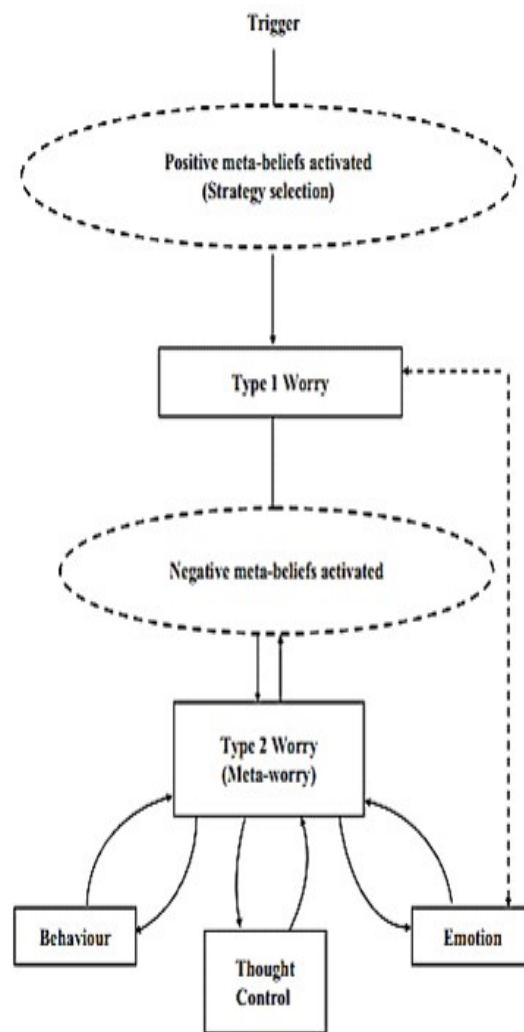 Trigger
Positive meta-beliefs activated
(Strategy selection)
Type 1 Worry
Negative meta-beliefs activated
Type 2 Worry
(Meta-worry)
Behaviour
Thought
Control
Emotion